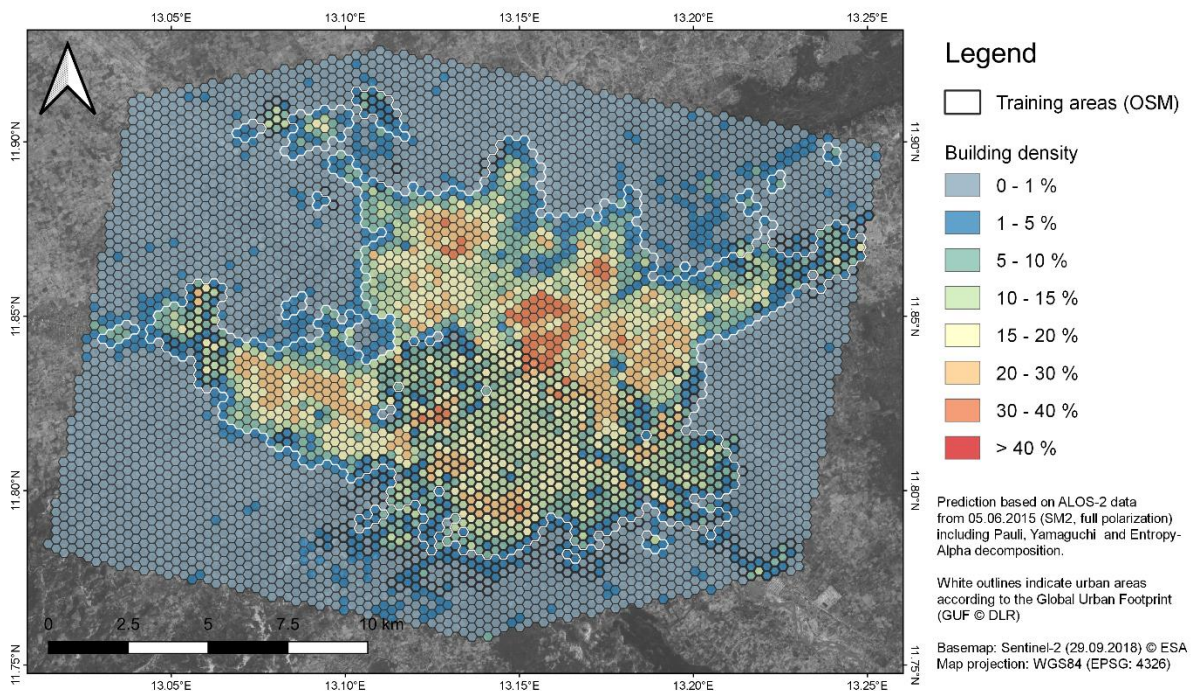 13.05°E 13.10°E 13.15°E 13.20°E 13.25°E
11.90°N 11.90°N
11.85°N 11.85°N
11.80°N 11.80°N
11.75°N 11.75°N
0 2.5 5 7.5 10 km
13.05°E 13.10°E 13.15°E 13.20°E 13.25°E
Legend
Training areas (OSM)
Building density
0 - 1 %
1 - 5 %
5 - 10 %
10 - 15 %
15 - 20 %
20 - 30 %
30 - 40 %
> 40 %
Prediction based on ALOS-2 data
from 05.06.2015 (SM2, full polarization)
including Pauli, Yamaguchi and Entropy-
Alpha decomposition.
White outlines indicate urban areas
according to the Global Urban Footprint
(GUF © DLR)
Basemap: Sentinel-2 (29.09.2018) © ESA
Map projection: WGS84 (EPSG: 4326)